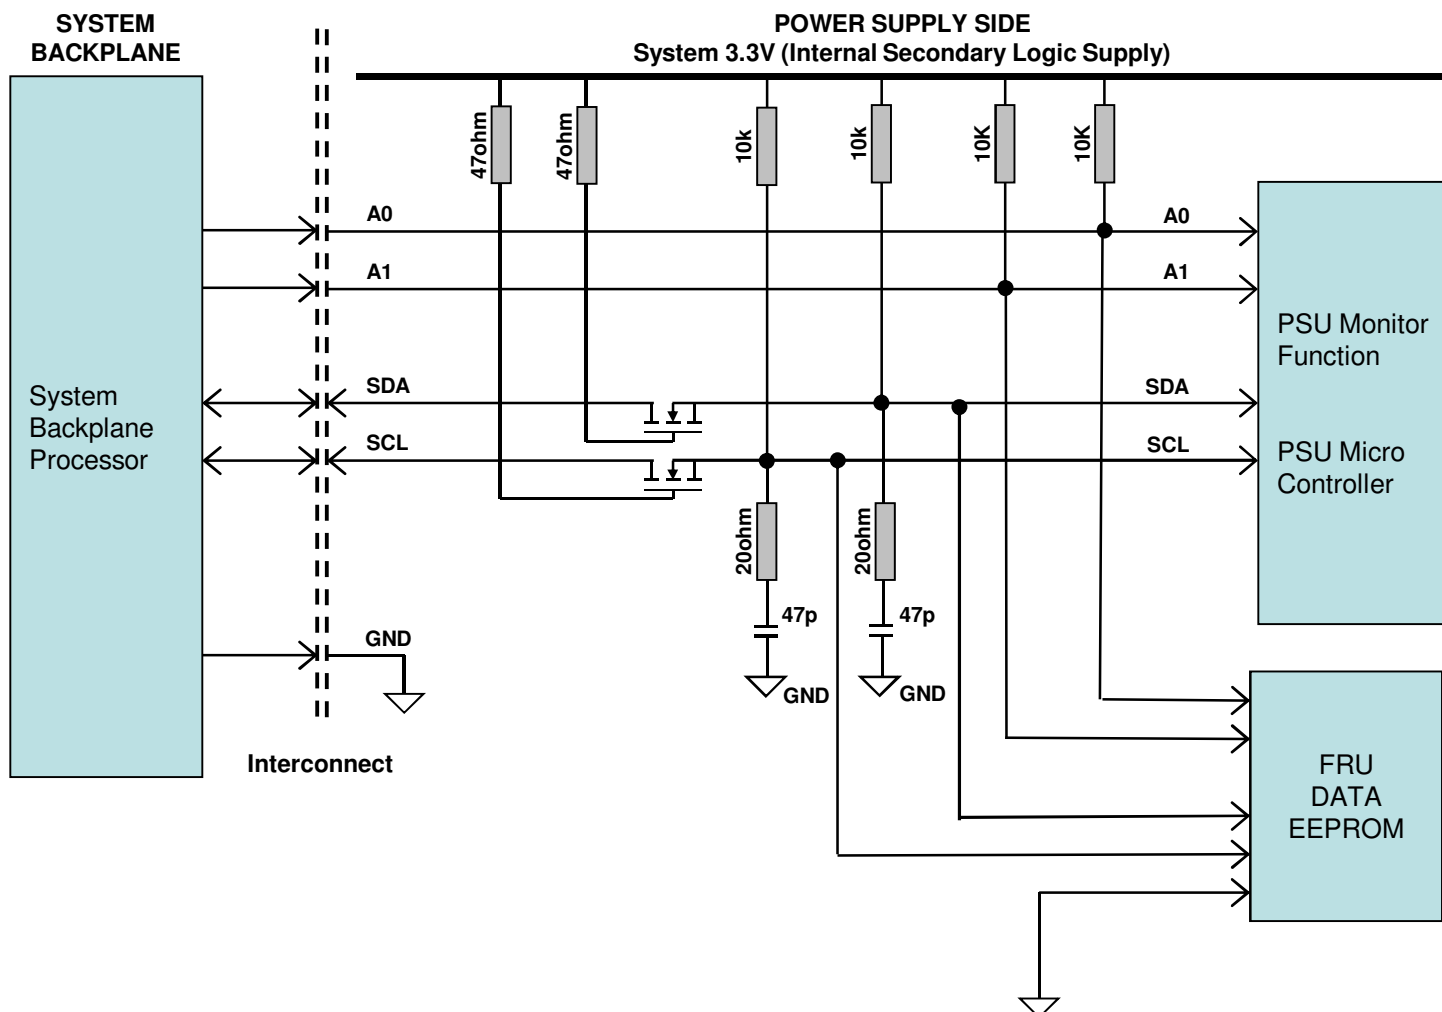 SYSTEM
BACKPLANE
POWER SUPPLY SIDE
System 3.3V (Internal Secondary Logic Supply)
47ohm
47ohm
10k
10k
10K
10K
A0
A0
A1
A1
PSU Monitor
Function
SDA
SDA
System
Backplane
Processor
SCL
SCL
PSU Micro
Controller
20ohm
20ohm
47p
47p
GND
GND
GND
Interconnect
FRU
DATA
EEPROM